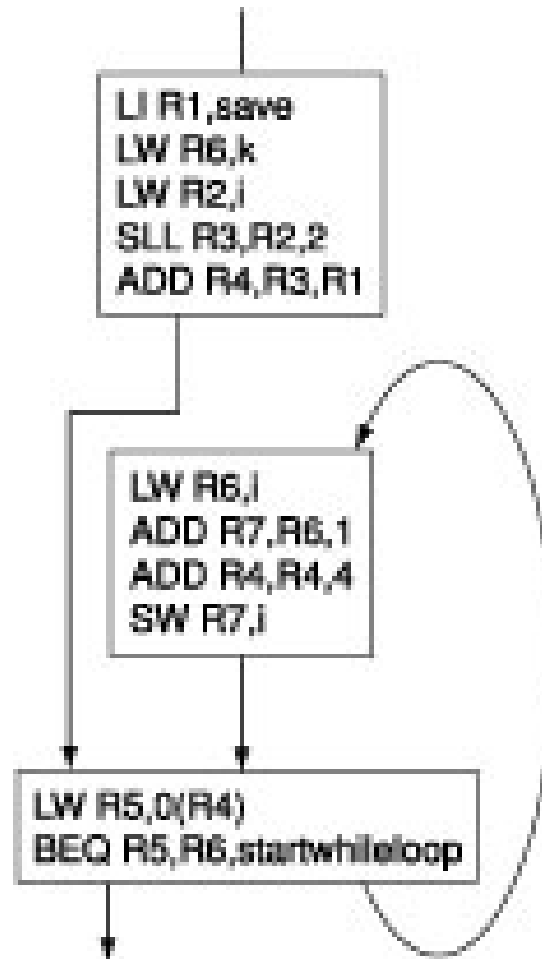 LI R1,save
LW R6,k
LW R2,i
SLL R3,R2,2
ADD R4,R3,R1
LW R6,i
ADD R7,R6,1
ADD R4,R4,4
SW R7,i
LW R5,0(R4)
BEQ R5,R6,startwhileloop